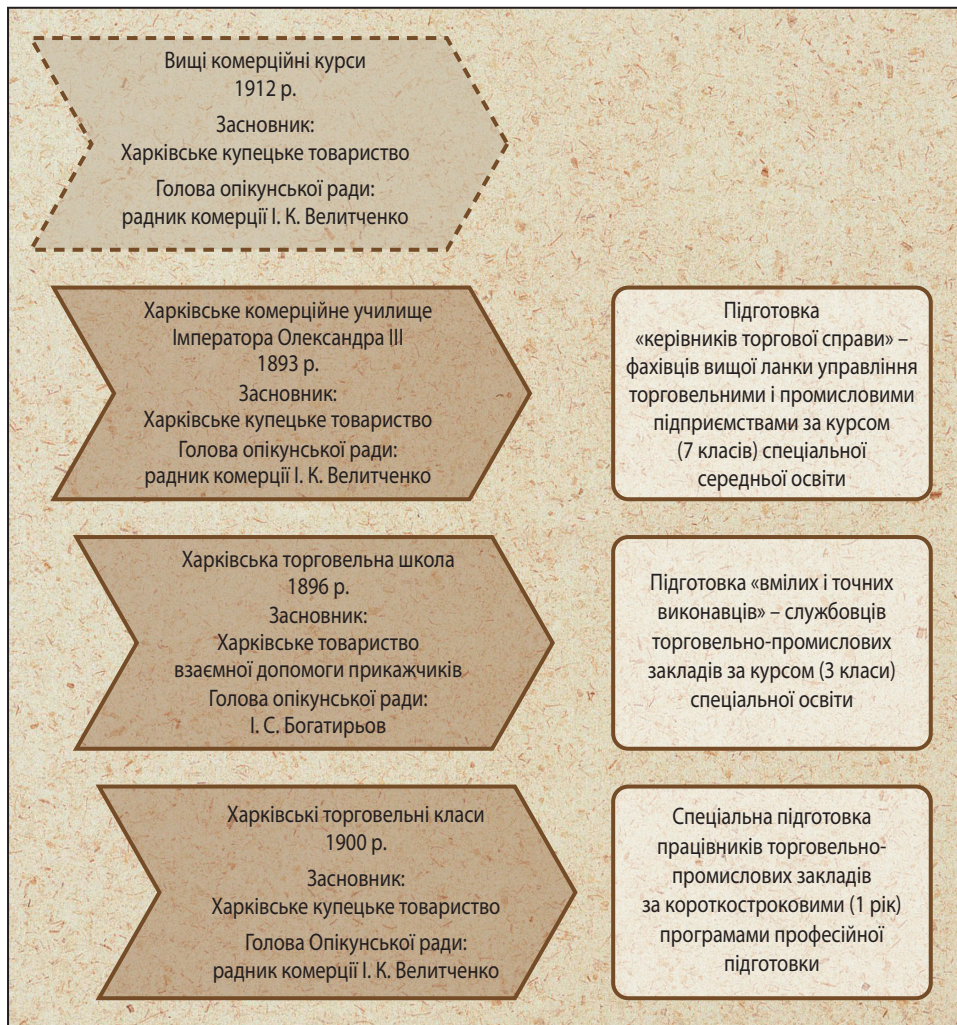 Вищі комерційні курси
1912 р.
Засновник:
Харківське купецьке товариство
Голова опікунської ради:
радник комерції І. К. Велитченко
Харківське комерційне училище
Імператора Олександра ІІІ
1893 р.
Засновник:
Харківське купецьке товариство
Голова опікунської ради:
радник комерції І. К. Велитченко
Підготовка
«керівників торгової справи» –
фахівців вищої ланки управління
торговельними і промисловими
підприємствами за курсом
(7 класів) спеціальної
середньої освіти
Харківська торговельна школа
1896 р.
Засновник:
Харківське товариство
взаємної допомоги прикажчиків
Голова опікунської ради:
І. С. Богатирьов
Підготовка «вмілих і точних
виконавців» – службовців
торговельно-промислових
закладів за курсом (3 класи)
спеціальної освіти
Харківські торговельні класи
1900 р.
Засновник:
Харківське купецьке товариство
Голова Опікунської ради:
радник комерції І. К. Велитченко
Спеціальна підготовка
працівників торговельно-
промислових закладів
за короткостроковими (1 рік)
програмами професійної
підготовки